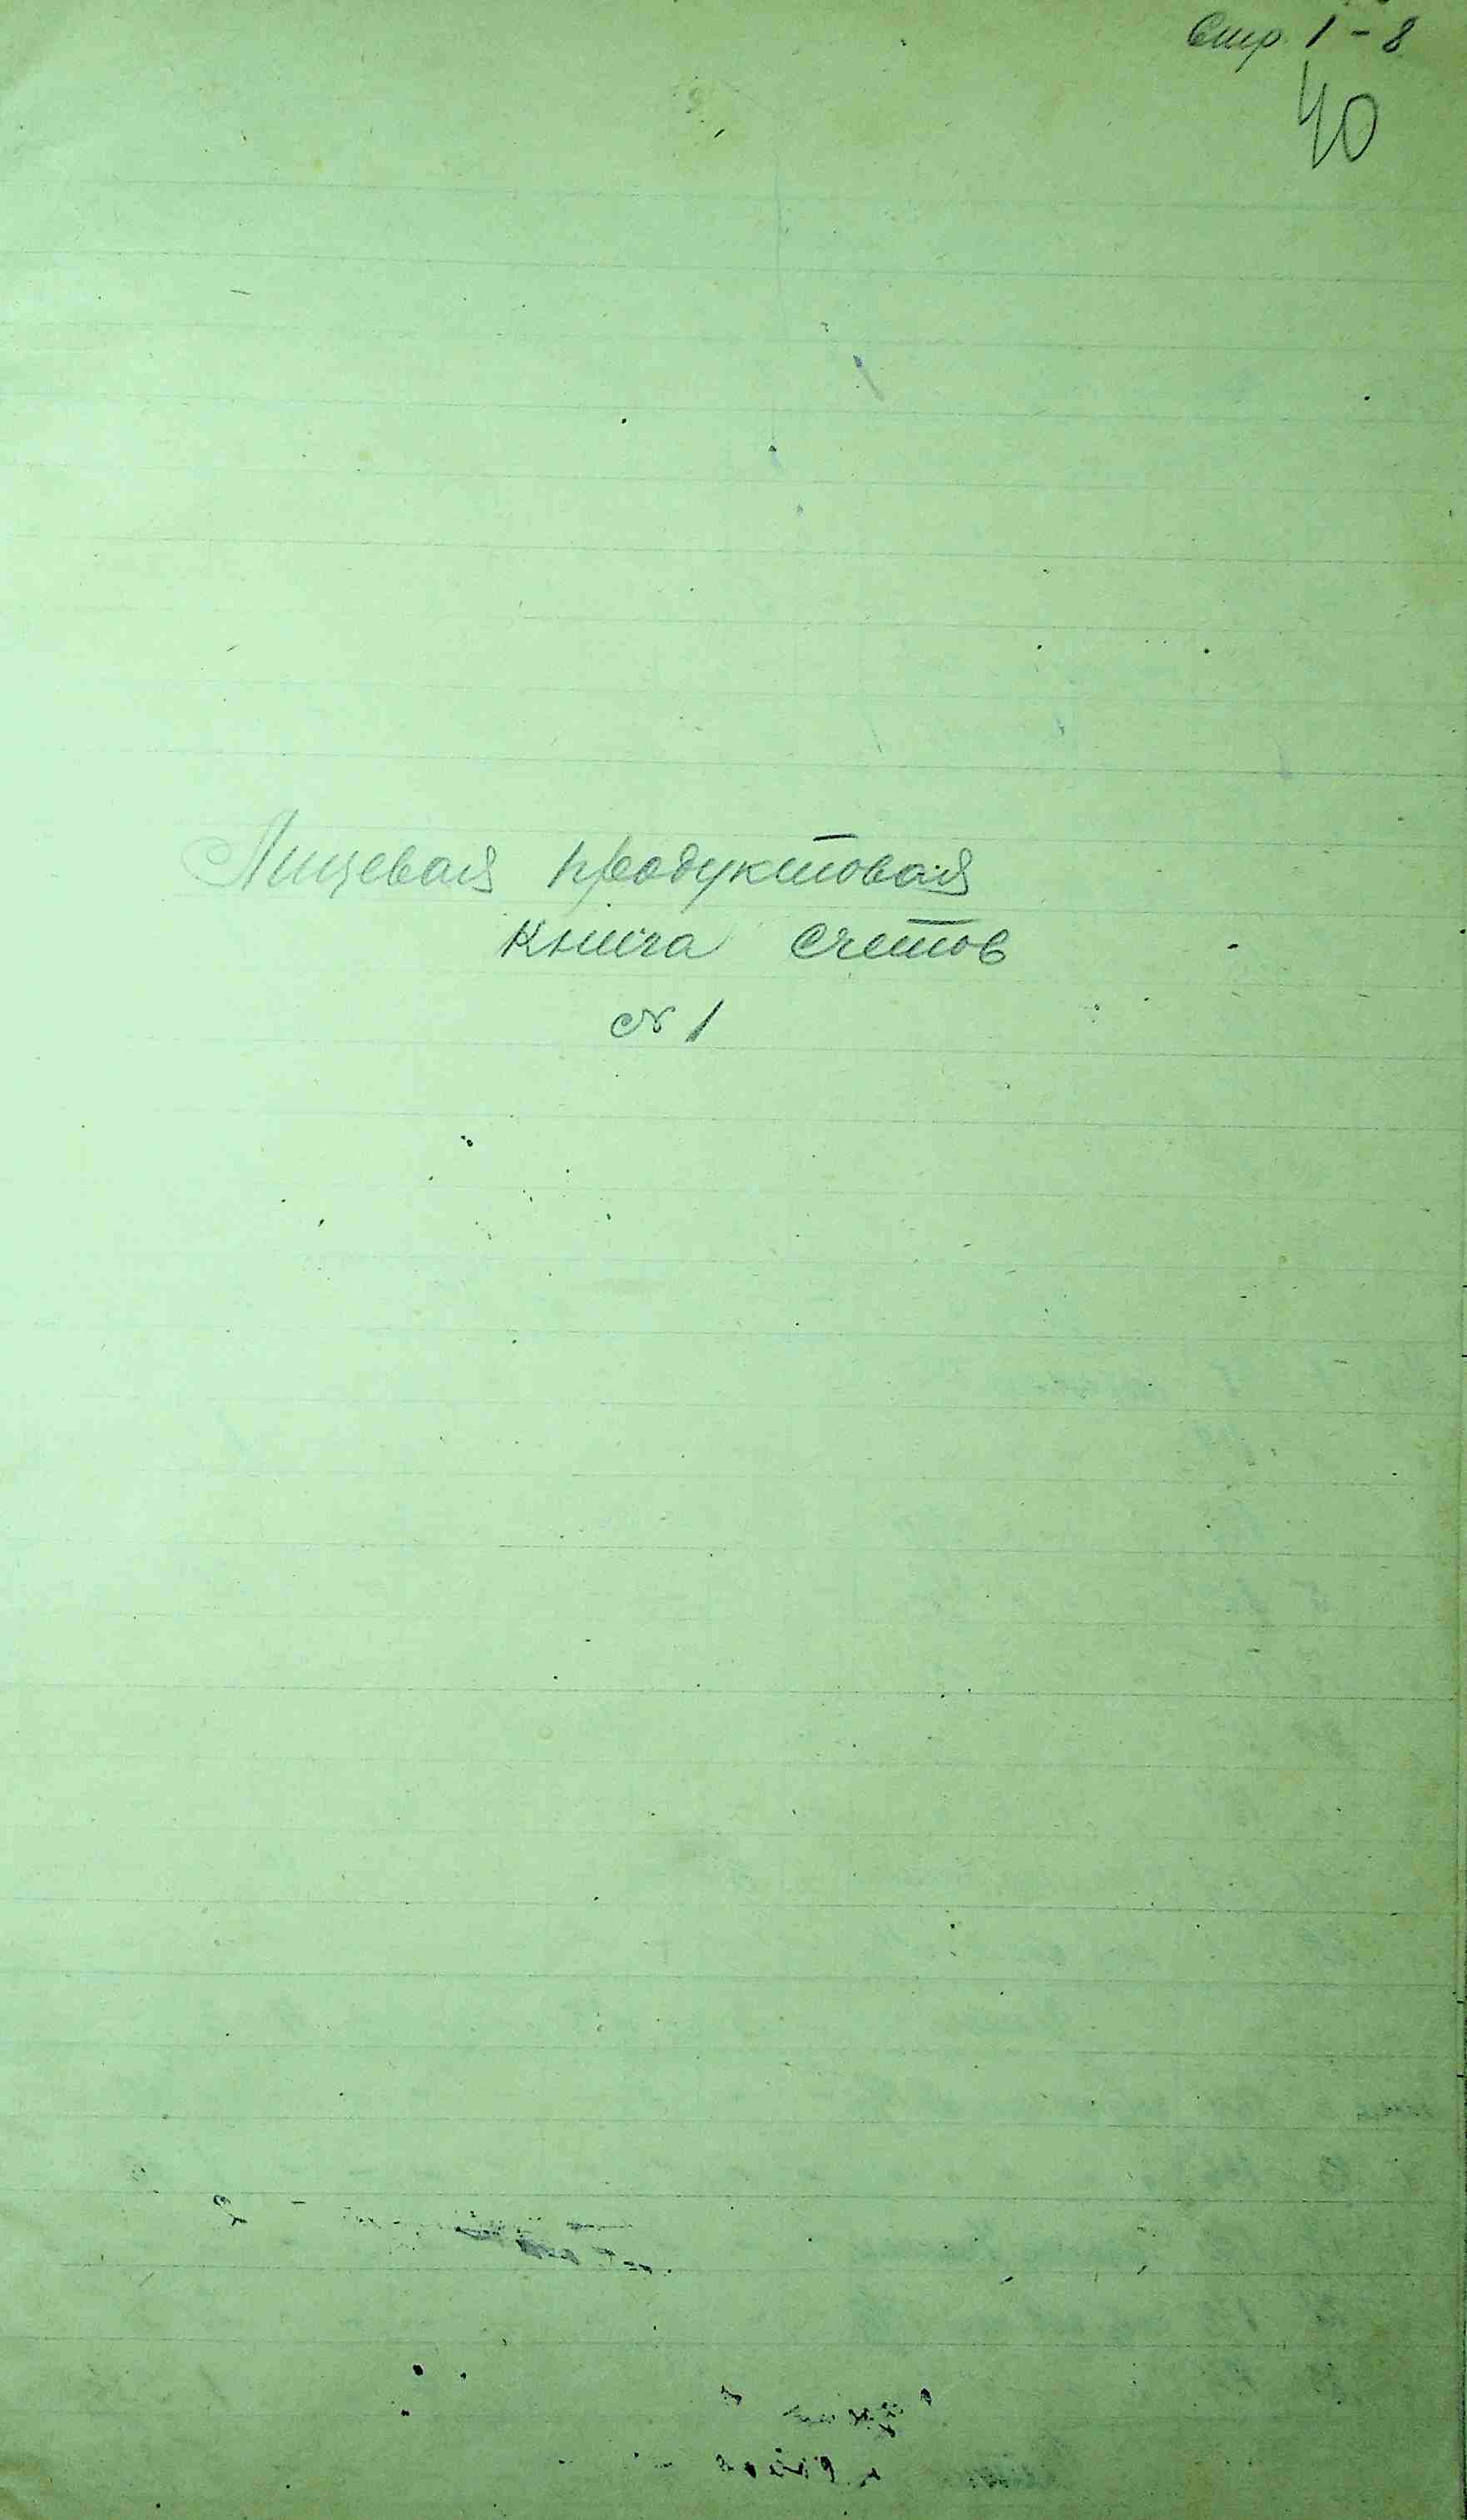 Стр. 1-8
40
Лицевая продуктовая
книга счетов
№ 1